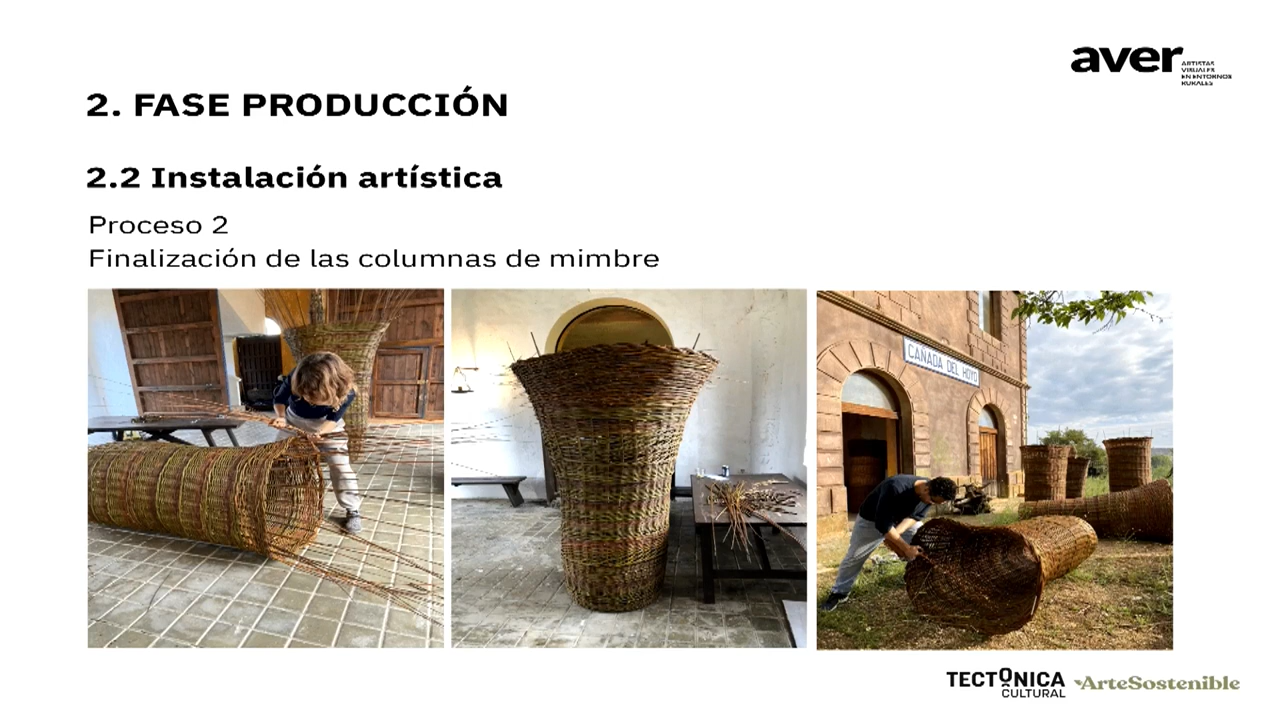 aver
ARTISTAS
VISUALES
EN ENTORNOS
RURALES
2. FASE PRODUCCIÓN
2.2 Instalación artística
Proceso 2
Finalización de las columnas de mimbre
CAÑADA DEL HOYO
TECTÓNICA
CULTURAL
ArteSostenible